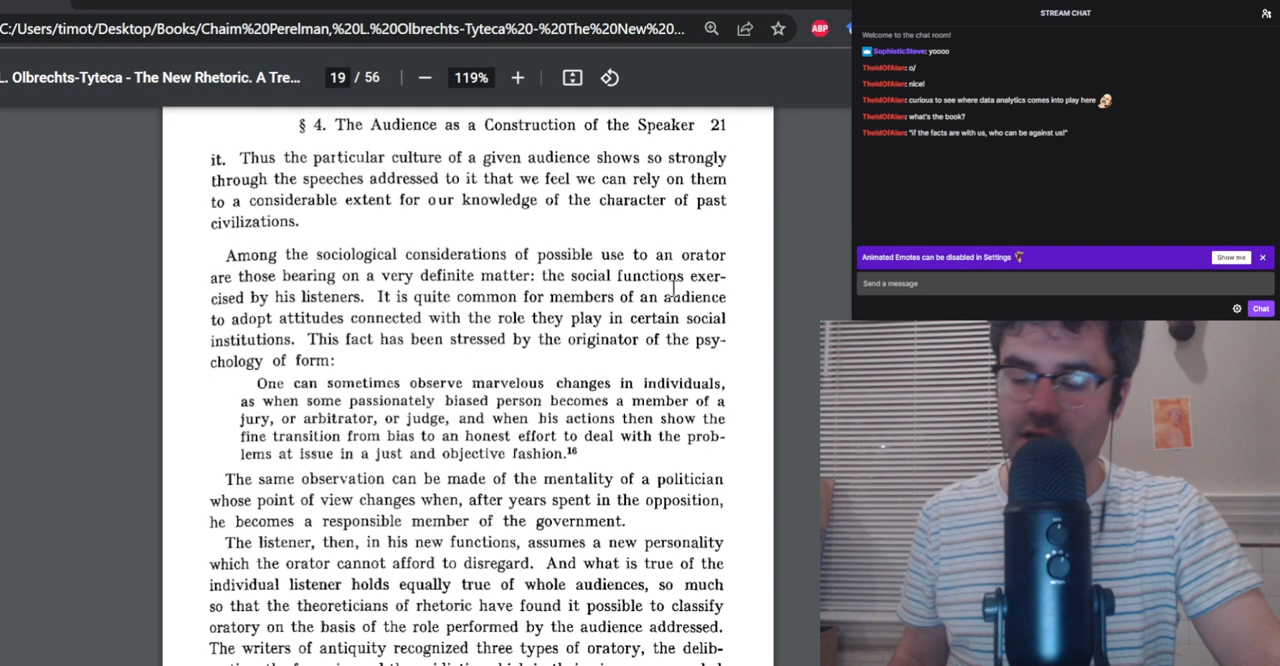 C:/Users/timot/Desktop/Books/Chaim%20Perelman,%20L.%20Olbrechts-Tyteca%20-%20The%20New%20...
ABP
L. Olbrechts-Tyteca - The New Rhetoric. A Tre...
19 / 56
119%
§ 4. The Audience as a Construction of the Speaker 21
it. Thus the particular culture of a given audience shows so strongly
through the speeches addressed to it that we feel we can rely on them
to a considerable extent for our knowledge of the character of past
civilizations.
Among the sociological considerations of possible use to an orator
are those bearing on a very definite matter: the social functions exer-
cised by his listeners. It is quite common for members of an audience
to adopt attitudes connected with the role they play in certain social
institutions. This fact has been stressed by the originator of the psy-
chology of form:
One can sometimes observe marvelous changes in individuals,
as when some passionately biased person becomes a member of a
jury, or arbitrator, or judge, and when his actions then show the
fine transition from bias to an honest effort to deal with the prob-
lems at issue in a just and objective fashion.16
The same observation can be made of the mentality of a politician
whose point of view changes when, after years spent in the opposition,
he becomes a responsible member of the government.
The listener, then, in his new functions, assumes a new personality
which the orator cannot afford to disregard. And what is true of the
individual listener holds equally true of whole audiences, so much
so that the theoreticians of rhetoric have found it possible to classify
oratory on the basis of the role performed by the audience addressed.
The writers of antiquity recognized three types of oratory, the delib-
STREAM CHAT
Welcome to the chat room!
SophisticSteve: yoooo
TheIdOfAlan: o/
TheIdOfAlan: nice!
TheIdOfAlan: curious to see where data analytics comes into play here
TheIdOfAlan: what's the book?
TheIdOfAlan: "if the facts are with us, who can be against us!"
Animated Emotes can be disabled in Settings
Show me
Send a message
Chat